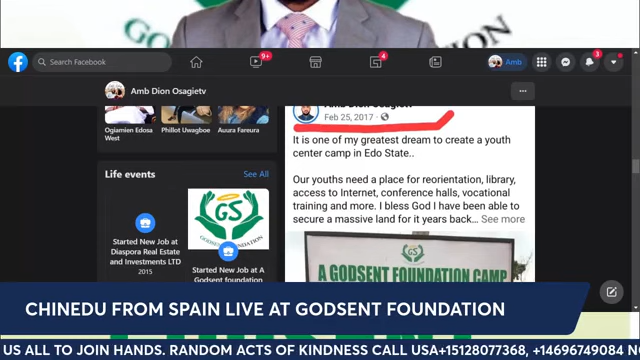 Search Facebook
9+
4
Amb
3
Amb Dion Osagietv
Amb Dion Osagietv
Feb 25, 2017 ·
Ogiamien Edosa
West
Phillot Uwagboe
Auura Fareura
It is one of my greatest dream to create a youth
center camp in Edo State..
Our youths need a place for reorientation, library,
access to Internet, conference halls, vocational
training and more. I bless God I have been able to
secure a massive land for it years back... See more
Life events
See All
GS
GODSENT FOUNDATION
Started New Job at
Diaspora Real Estate
and Investments LTD
2015
Started New Job at A
Godsent foundation
GS
A GODSENT FOUNDATION CAMP
CHINEDU FROM SPAIN LIVE AT GODSENT FOUNDATION
US ALL TO JOIN HANDS. RANDOM ACTS OF KINDNESS CALL USA+15128077368, +14696749084 N